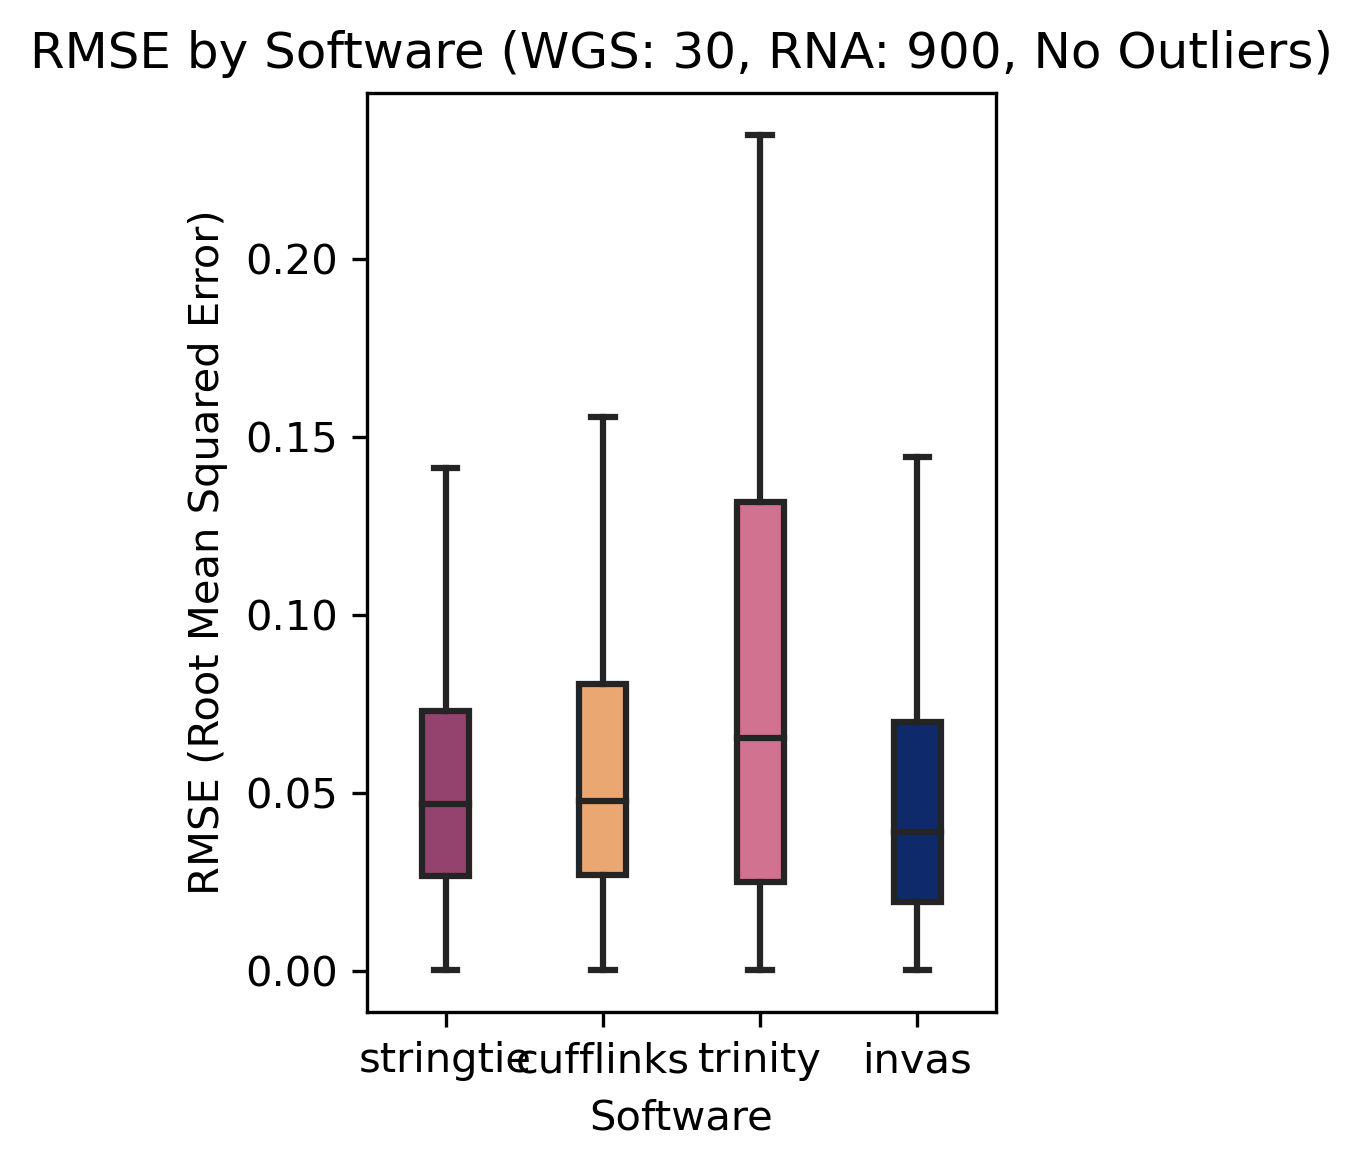 RMSE by Software (WGS: 30, RNA: 900, No Outliers)
RMSE (Root Mean Squared Error)
0.20
0.15
0.10
0.05
0.00
stringtie cufflinks trinity invas
Software